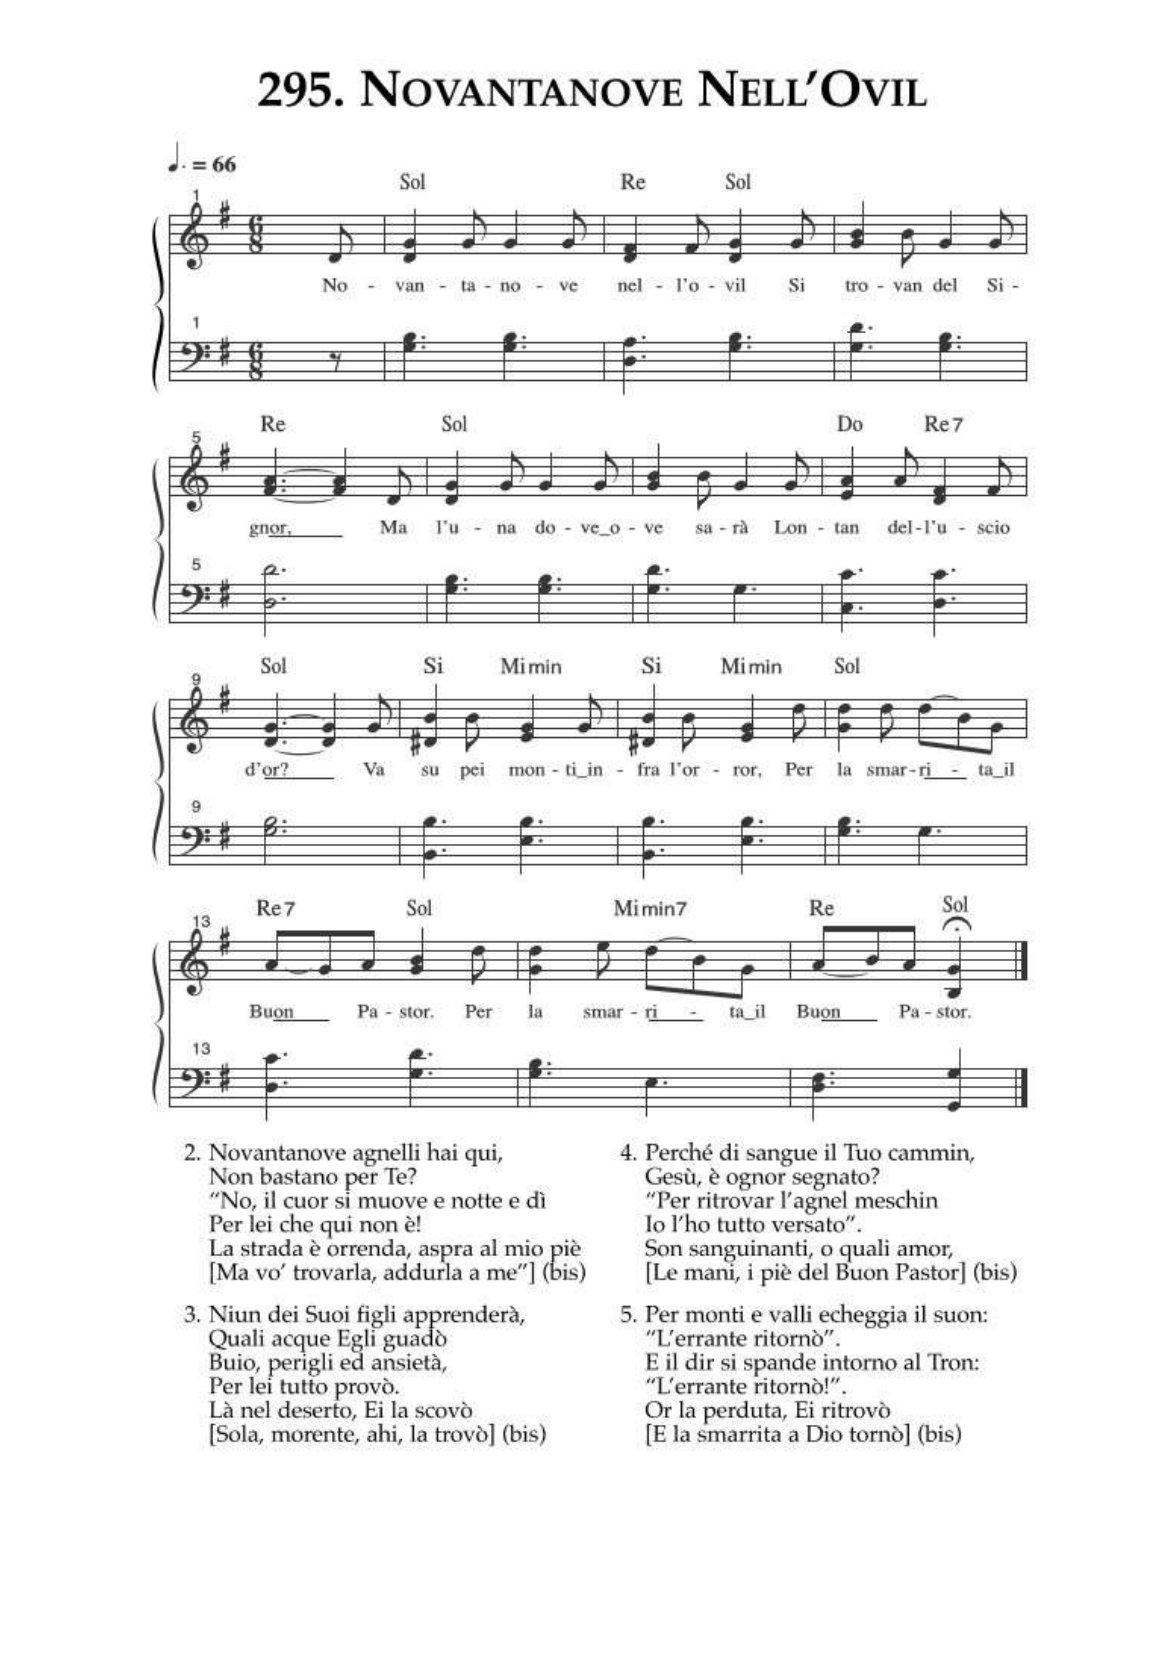 295. Novantanove Nell'Ovil
♩. = 66
Sol Re Sol
1
6 8
No - van - ta - no - ve nel - l'o - vil Si tro - van del Si -
1
6 8
Re Sol Do Re7
5
gnor, Ma l'u - na do - ve_o - ve sa - rà Lon - tan del - l'u - scio
5
Sol Si Mimin Si Mimin Sol
9
d'or? Va su pei mon - ti_in - fra l'or - ror, Per la smar - ri - ta_il
9
Re7 Sol Mimin7 Re Sol
13
Buon Pa - stor. Per la smar - ri - ta_il Buon Pa - stor.
13
2. Novantanove agnelli hai qui,
Non bastano per Te?
“No, il cuor si muove e notte e dì
Per lei che qui non è!
La strada è orrenda, aspra al mio piè
[Ma vo’ trovarla, addurla a me”] (bis)
3. Niun dei Suoi figli apprenderà,
Quali acque Egli guadò
Buio, perigli ed ansietà,
Per lei tutto provò.
Là nel deserto, Ei la scovò
[Sola, morente, ahi, la trovò] (bis)
4. Perché di sangue il Tuo cammin,
Gesù, è ognor segnato?
“Per ritrovar l’agnel meschin
Io l’ho tutto versato”.
Son sanguinanti, o quali amor,
[Le mani, i piè del Buon Pastor] (bis)
5. Per monti e valli echeggia il suon:
“L’errante ritornò”.
E il dir si spande intorno al Tron:
“L’errante ritornò!”.
Or la perduta, Ei ritrovò
[E la smarrita a Dio tornò] (bis)